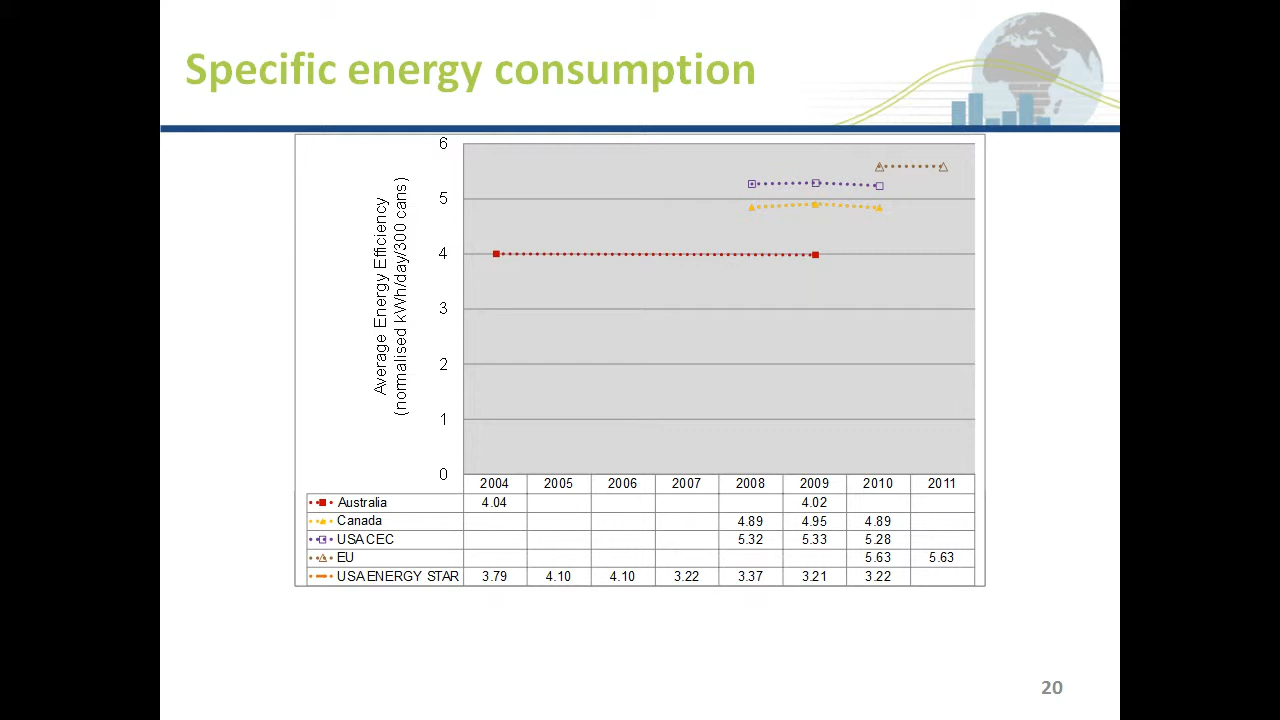 Specific energy consumption
Average Energy Efficiency
(normalised kWh/day/300 cans)
6
5
4
3
2
1
0
2004 2005 2006 2007 2008 2009 2010 2011
Australia 4.04 4.02
Canada 4.89 4.95 4.89
USA CEC 5.32 5.33 5.28
EU 5.63 5.63
USA ENERGY STAR 3.79 4.10 4.10 3.22 3.37 3.21 3.22
20